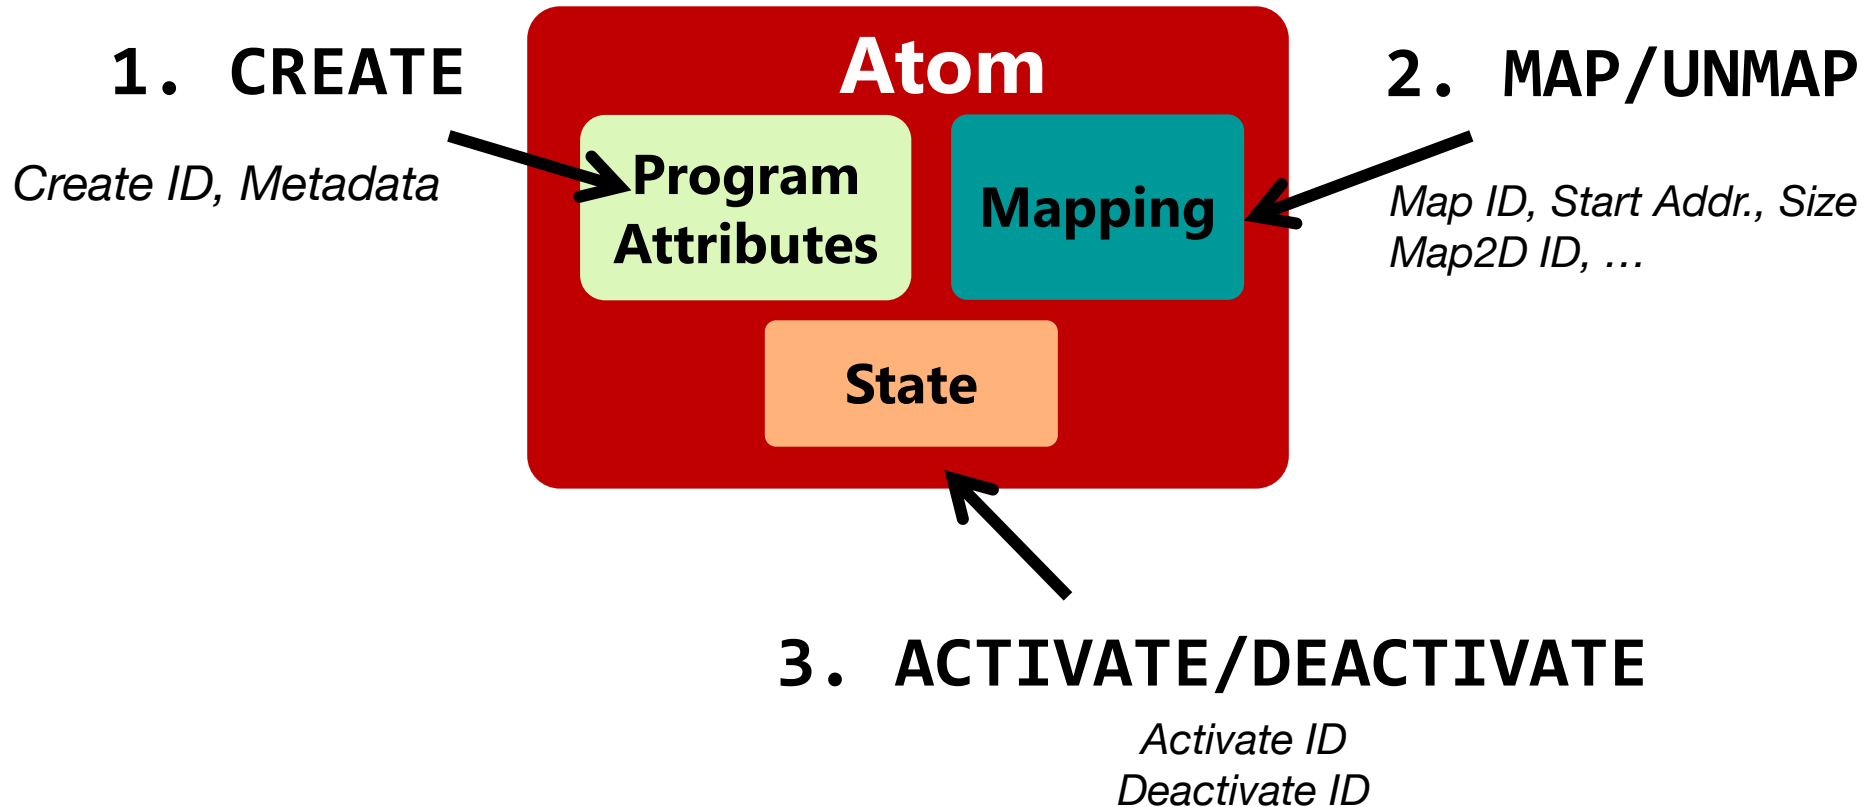 Atom
1. CREATE
Create ID, Metadata
Program
Attributes
Mapping
State
2. MAP/UNMAP
Map ID, Start Addr., Size
Map2D ID, …
3. ACTIVATE/DEACTIVATE
Activate ID
Deactivate ID